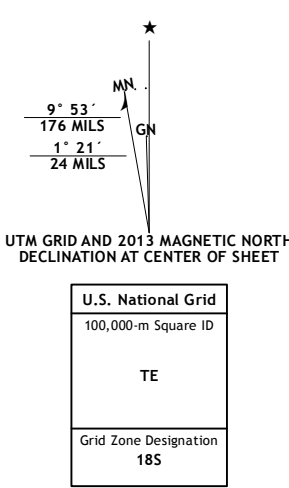 ★
MN
9° 53´
176 MILS
GN
1° 21´
24 MILS
UTM GRID AND 2013 MAGNETIC NORTH
DECLINATION AT CENTER OF SHEET
U.S. National Grid
100,000-m Square ID
TE
Grid Zone Designation
18S